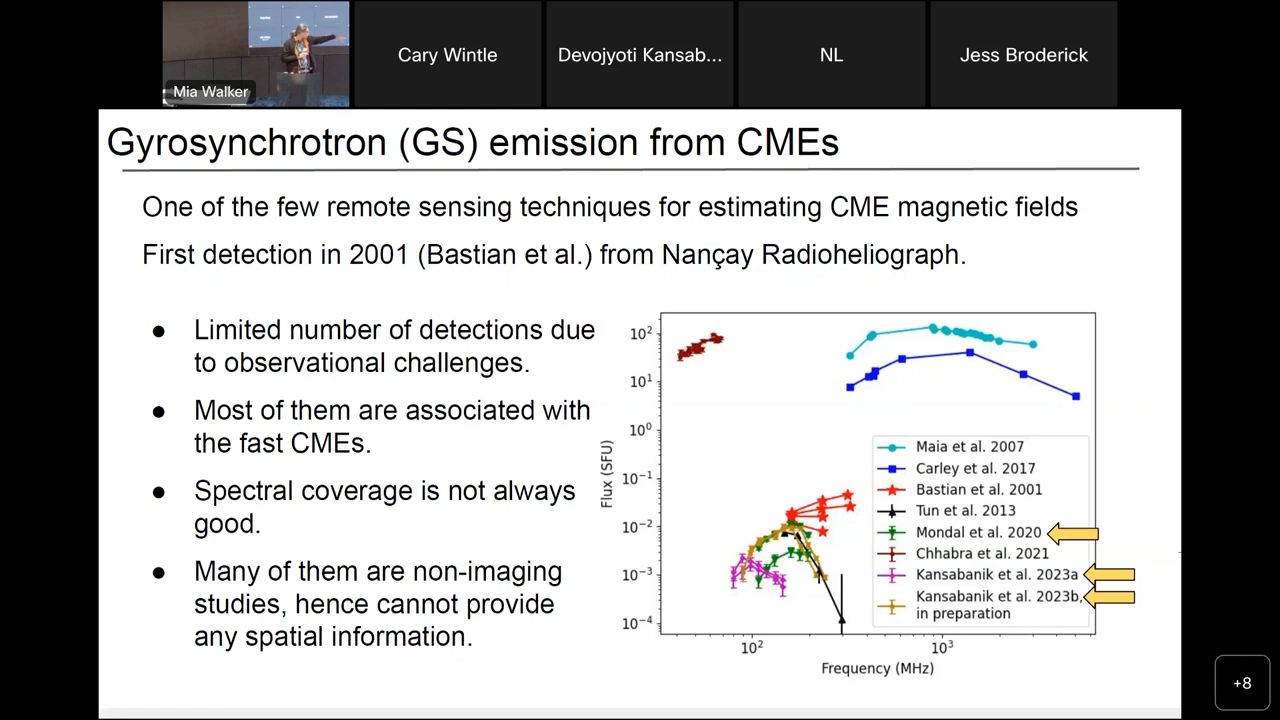 Mia Walker
Cary Wintle
Devojyoti Kansab...
NL
Jess Broderick
Gyrosynchrotron (GS) emission from CMEs
One of the few remote sensing techniques for estimating CME magnetic fields
First detection in 2001 (Bastian et al.) from Nançay Radioheliograph.
● Limited number of detections due
to observational challenges.
● Most of them are associated with
the fast CMEs.
● Spectral coverage is not always
good.
● Many of them are non-imaging
studies, hence cannot provide
any spatial information.
Flux (SFU)
10²
10¹
10⁰
10⁻¹
10⁻²
10⁻³
10⁻⁴
Maia et al. 2007
Carley et al. 2017
Bastian et al. 2001
Tun et al. 2013
Mondal et al. 2020
Chhabra et al. 2021
Kansabanik et al. 2023a
Kansabanik et al. 2023b,
in preparation
10²
10³
Frequency (MHz)
+8